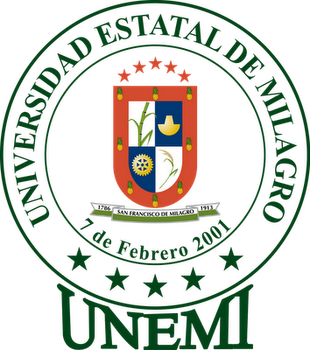 UNIVERSIDAD ESTATAL DE MILAGRO
1786 SAN FRANCISCO DE MILAGRO 1913
7 de Febrero 2001
UNEMI